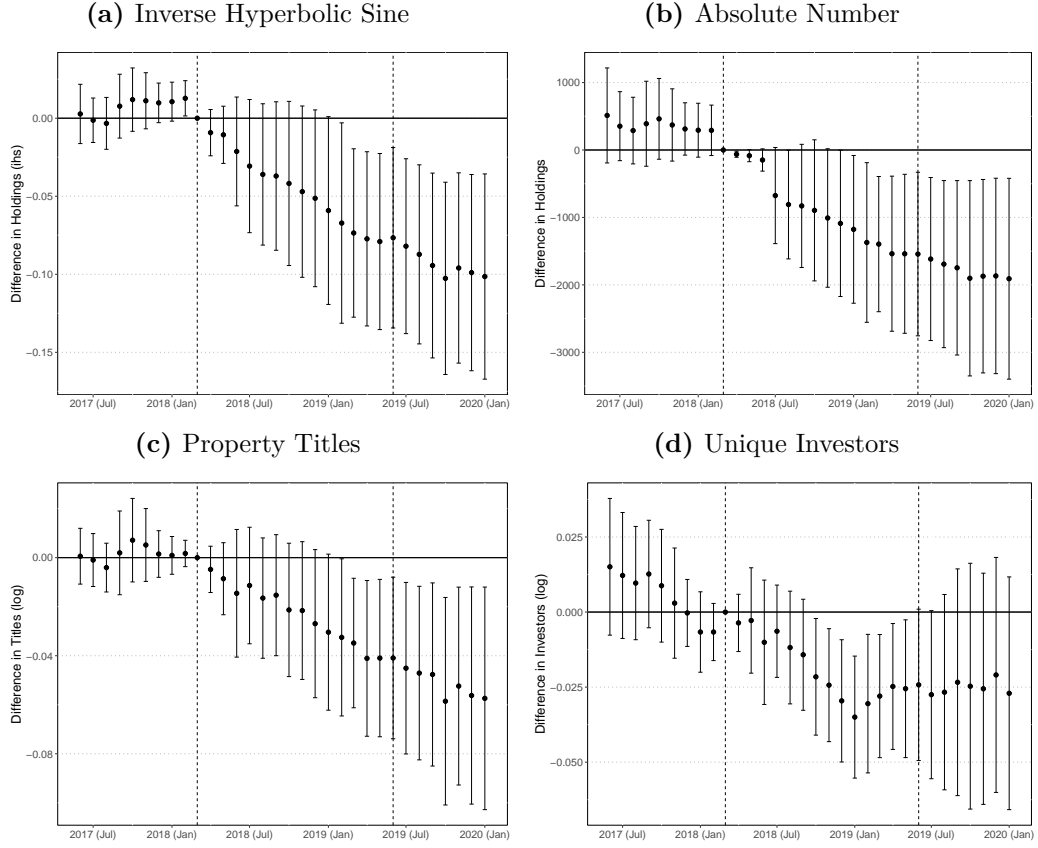 (a) Inverse Hyperbolic Sine
Difference in Holdings (ihs)
0.00
−0.05
−0.10
−0.15
2017 (Jul) 2018 (Jan) 2018 (Jul) 2019 (Jan) 2019 (Jul) 2020 (Jan)
(b) Absolute Number
Difference in Holdings
1000
0
−1000
−2000
−3000
2017 (Jul) 2018 (Jan) 2018 (Jul) 2019 (Jan) 2019 (Jul) 2020 (Jan)
(c) Property Titles
Difference in Titles (log)
0.00
−0.04
−0.08
2017 (Jul) 2018 (Jan) 2018 (Jul) 2019 (Jan) 2019 (Jul) 2020 (Jan)
(d) Unique Investors
Difference in Investors (log)
0.025
0.000
−0.025
−0.050
2017 (Jul) 2018 (Jan) 2018 (Jul) 2019 (Jan) 2019 (Jul) 2020 (Jan)